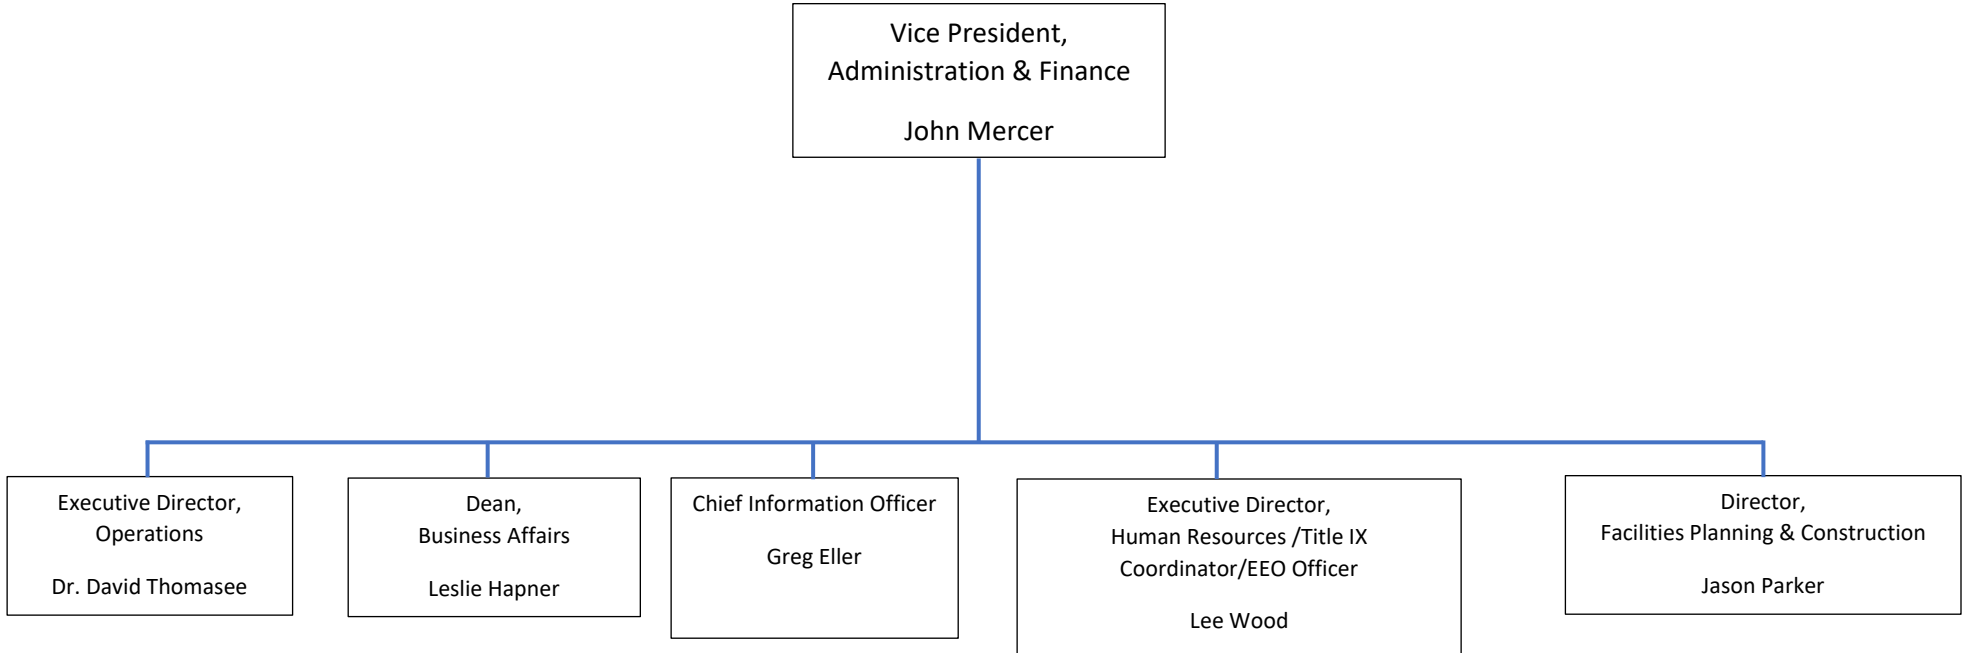 Vice President,
Administration & Finance
John Mercer
Executive Director,
Operations
Dr. David Thomasee
Dean,
Business Affairs
Leslie Hapner
Chief Information Officer
Greg Eller
Executive Director,
Human Resources /Title IX
Coordinator/EEO Officer
Lee Wood
Director,
Facilities Planning & Construction
Jason Parker